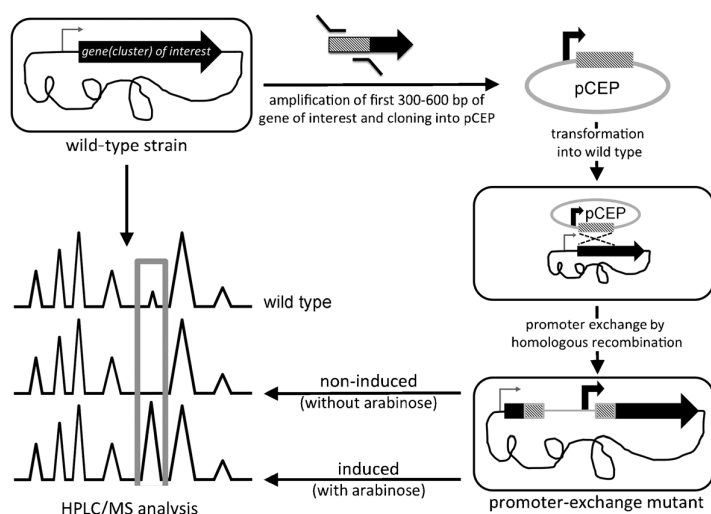 gene(cluster) of interest
wild-type strain
amplification of first 300-600 bp of
gene of interest and cloning into pCEP
pCEP
transformation
into wild type
pCEP
promoter exchange by
homologous recombination
wild type
non-induced
(without arabinose)
induced
(with arabinose)
HPLC/MS analysis
promoter-exchange mutant